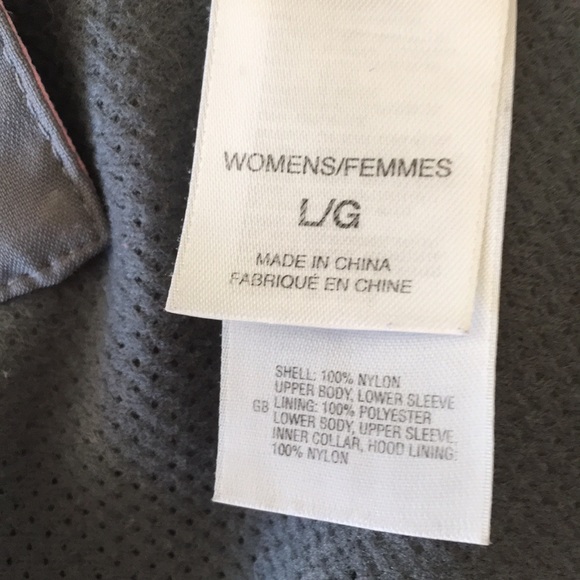 WOMENS/FEMMES
L/G
MADE IN CHINA
FABRIQUÉ EN CHINE
SHELL: 100% NYLON
UPPER BODY, LOWER SLEEVE
GB LINING: 100% POLYESTER
LOWER BODY, UPPER SLEEVE,
INNER COLLAR, HOOD LINING:
100% NYLON